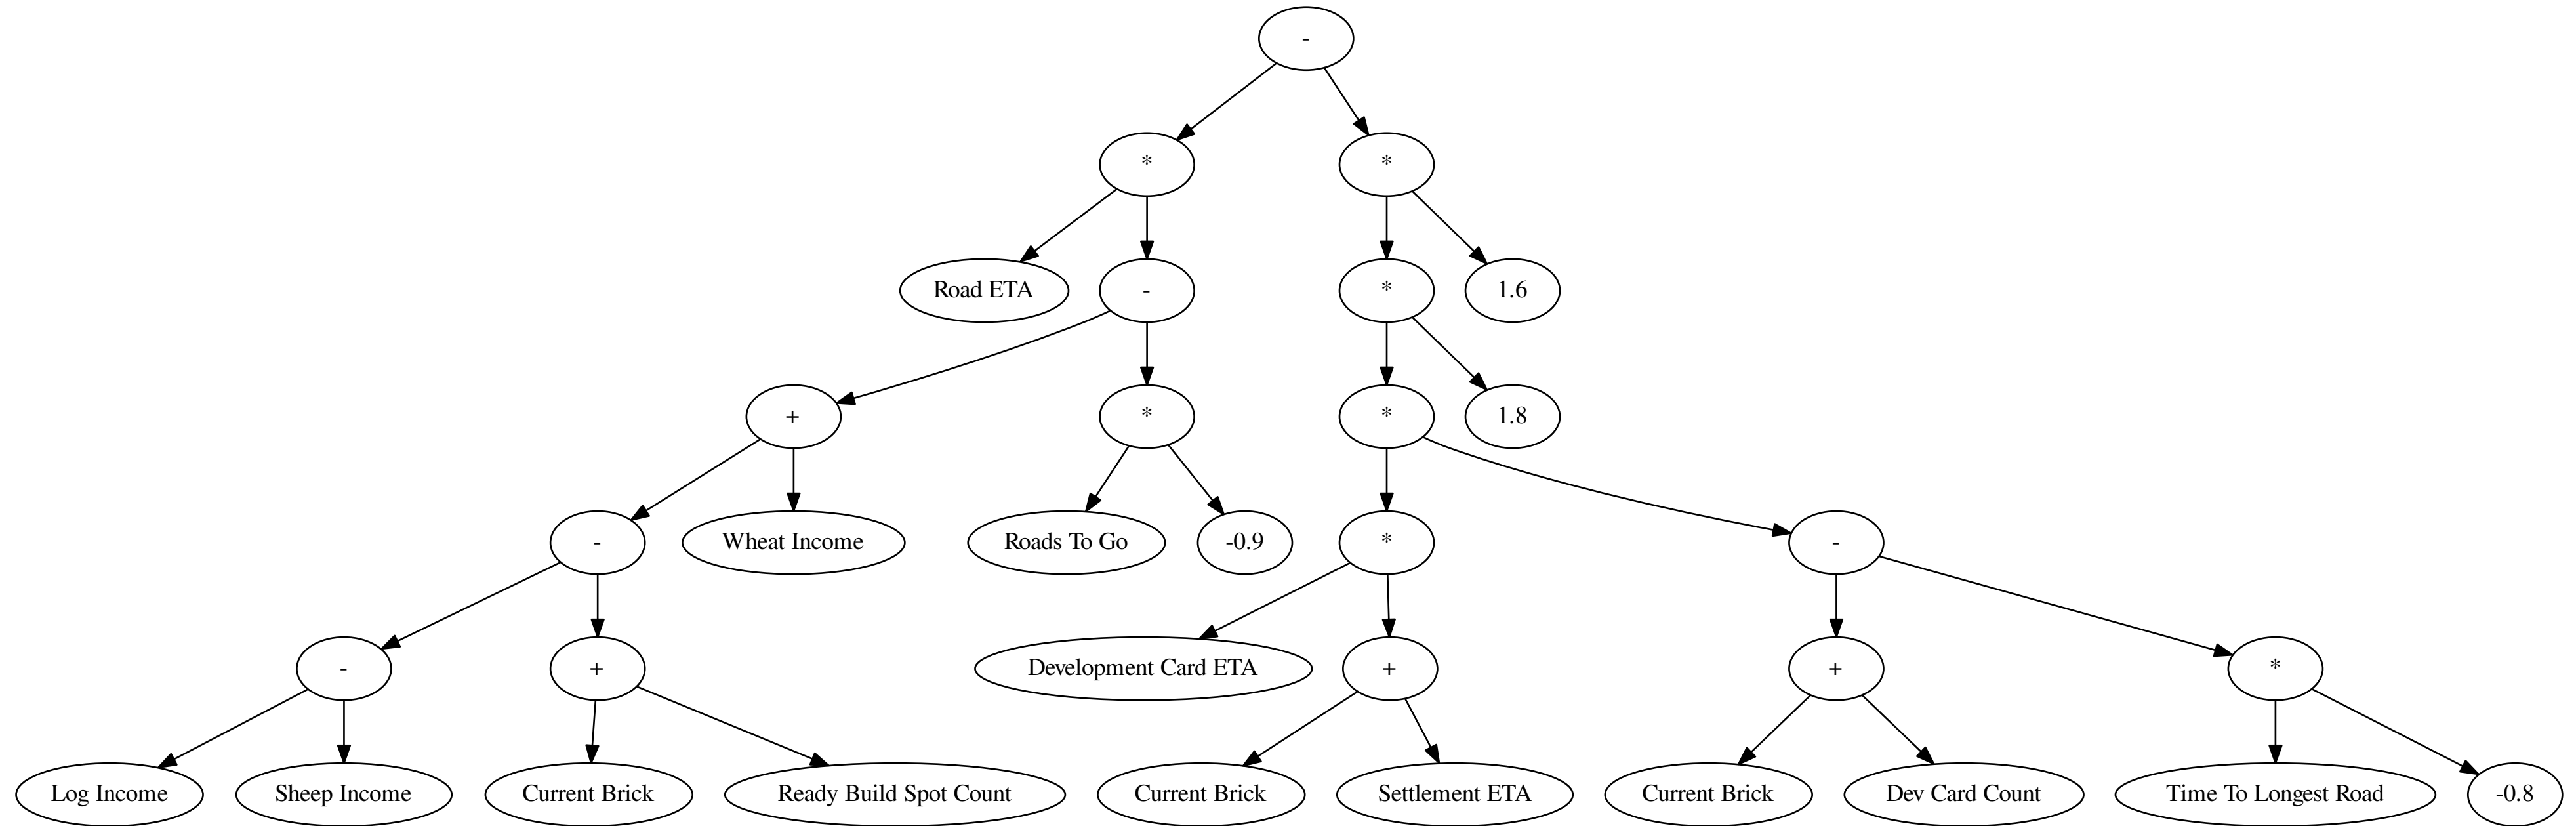 -
*
*
Road ETA
-
*
1.6
+
*
*
1.8
-
Wheat Income
Roads To Go
-0.9
*
-
-
+
Development Card ETA
+
+
*
Log Income
Sheep Income
Current Brick
Ready Build Spot Count
Current Brick
Settlement ETA
Current Brick
Dev Card Count
Time To Longest Road
-0.8